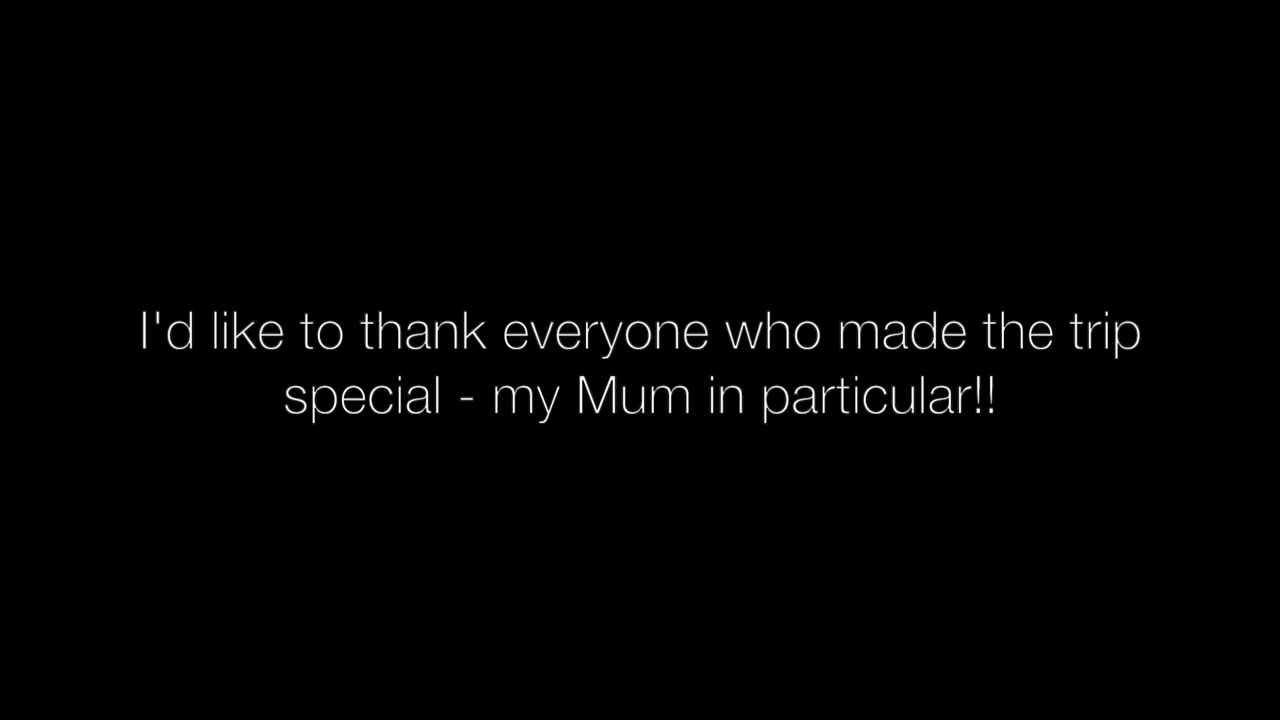 I'd like to thank everyone who made the trip
special - my Mum in particular!!